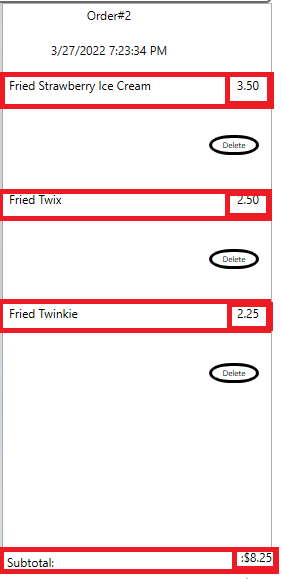 Order#2
3/27/2022 7:23:34 PM
Fried Strawberry Ice Cream 3.50
Delete
Fried Twix 2.50
Delete
Fried Twinkie 2.25
Delete
Subtotal: :$8.25